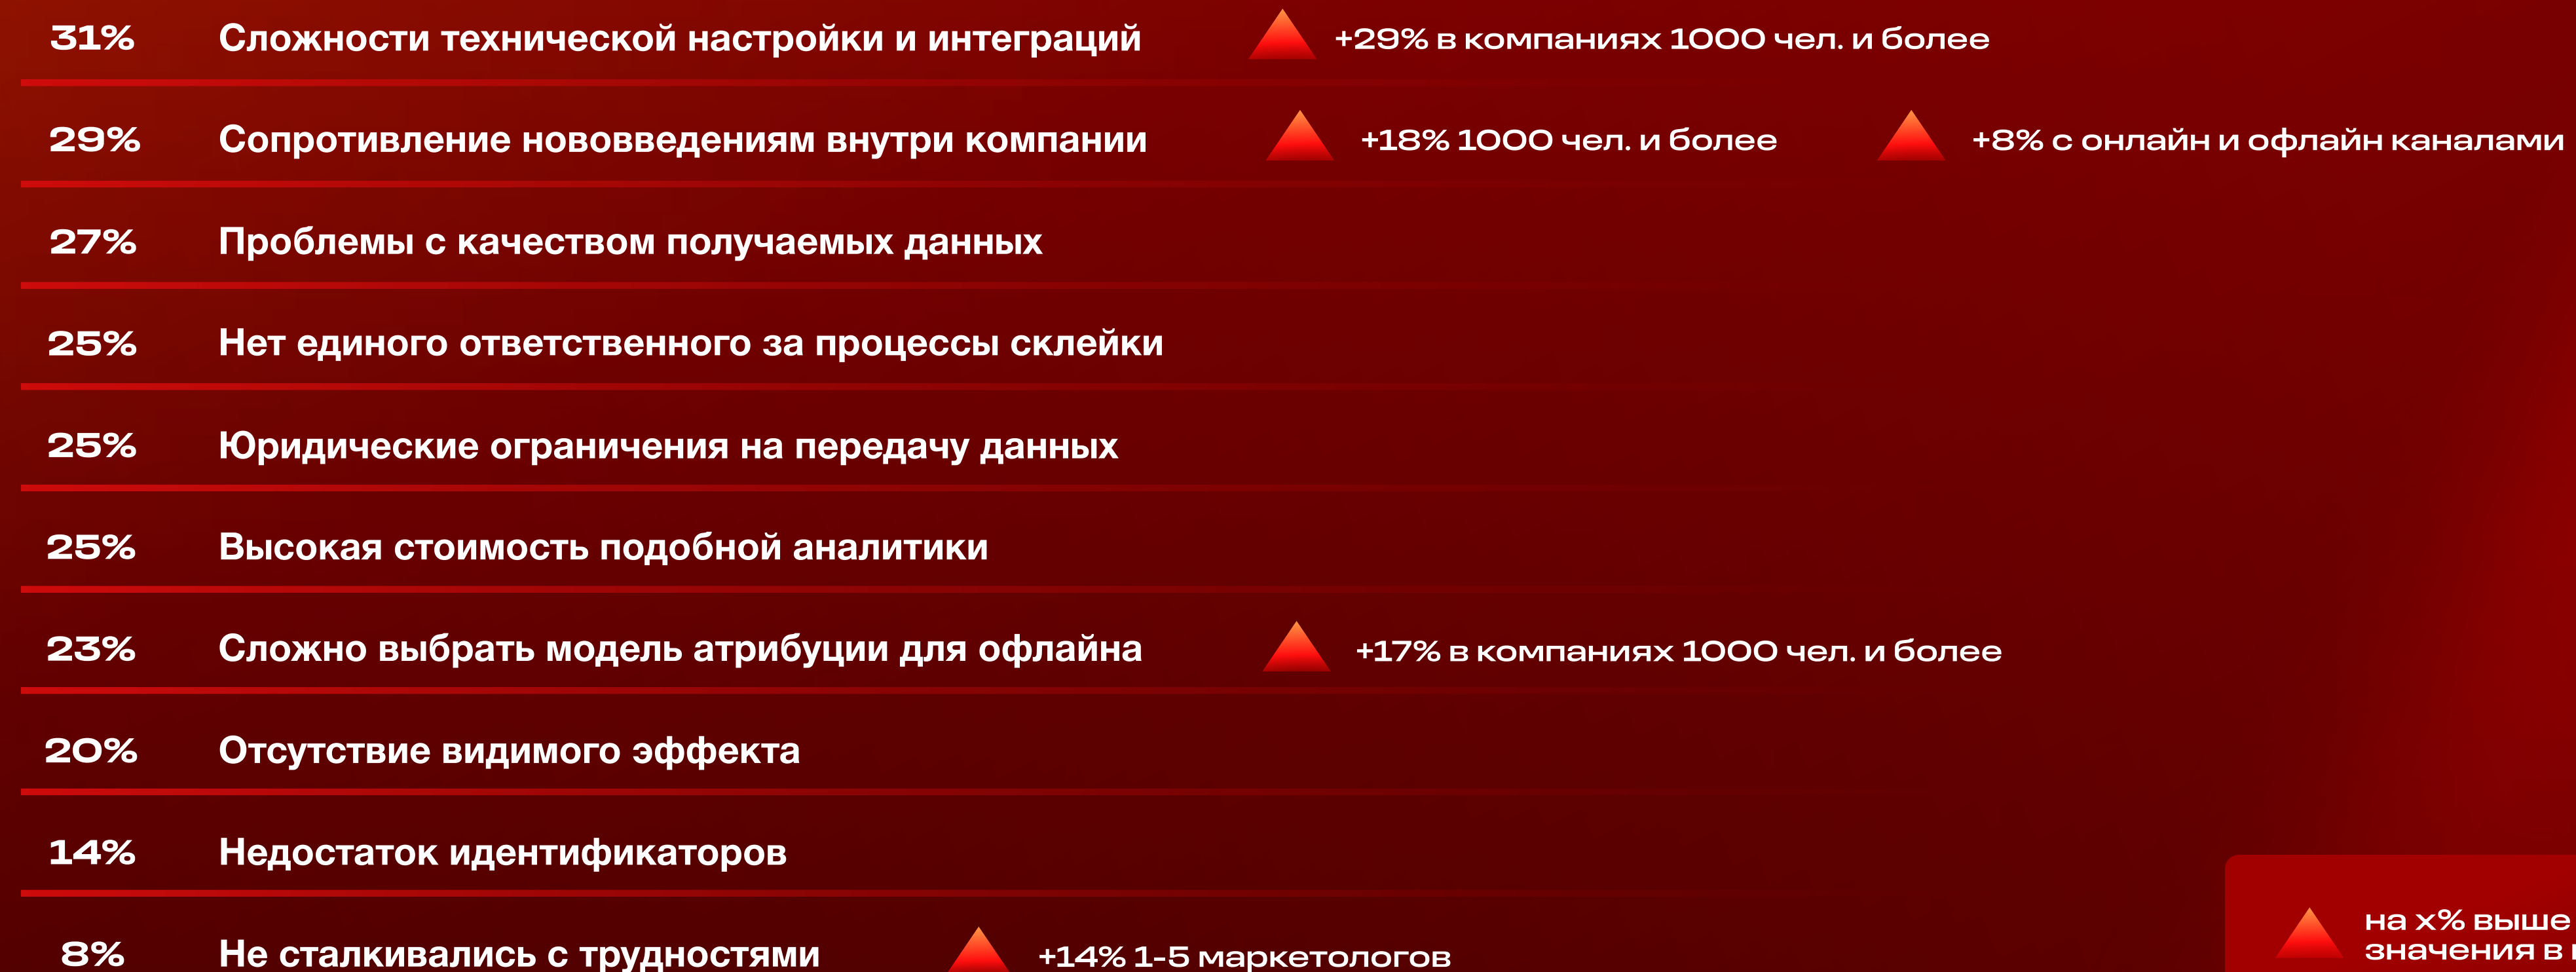 31% Сложности технической настройки и интеграций +29% в компаниях 1000 чел. и более
29% Сопротивление нововведениям внутри компании +18% 1000 чел. и более +8% с онлайн и офлайн каналами
27% Проблемы с качеством получаемых данных
25% Нет единого ответственного за процессы склейки
25% Юридические ограничения на передачу данных
25% Высокая стоимость подобной аналитики
23% Сложно выбрать модель атрибуции для офлайна +17% в компаниях 1000 чел. и более
20% Отсутствие видимого эффекта
14% Недостаток идентификаторов
8% Не сталкивались с трудностями +14% 1-5 маркетологов
на х% выше
значения в